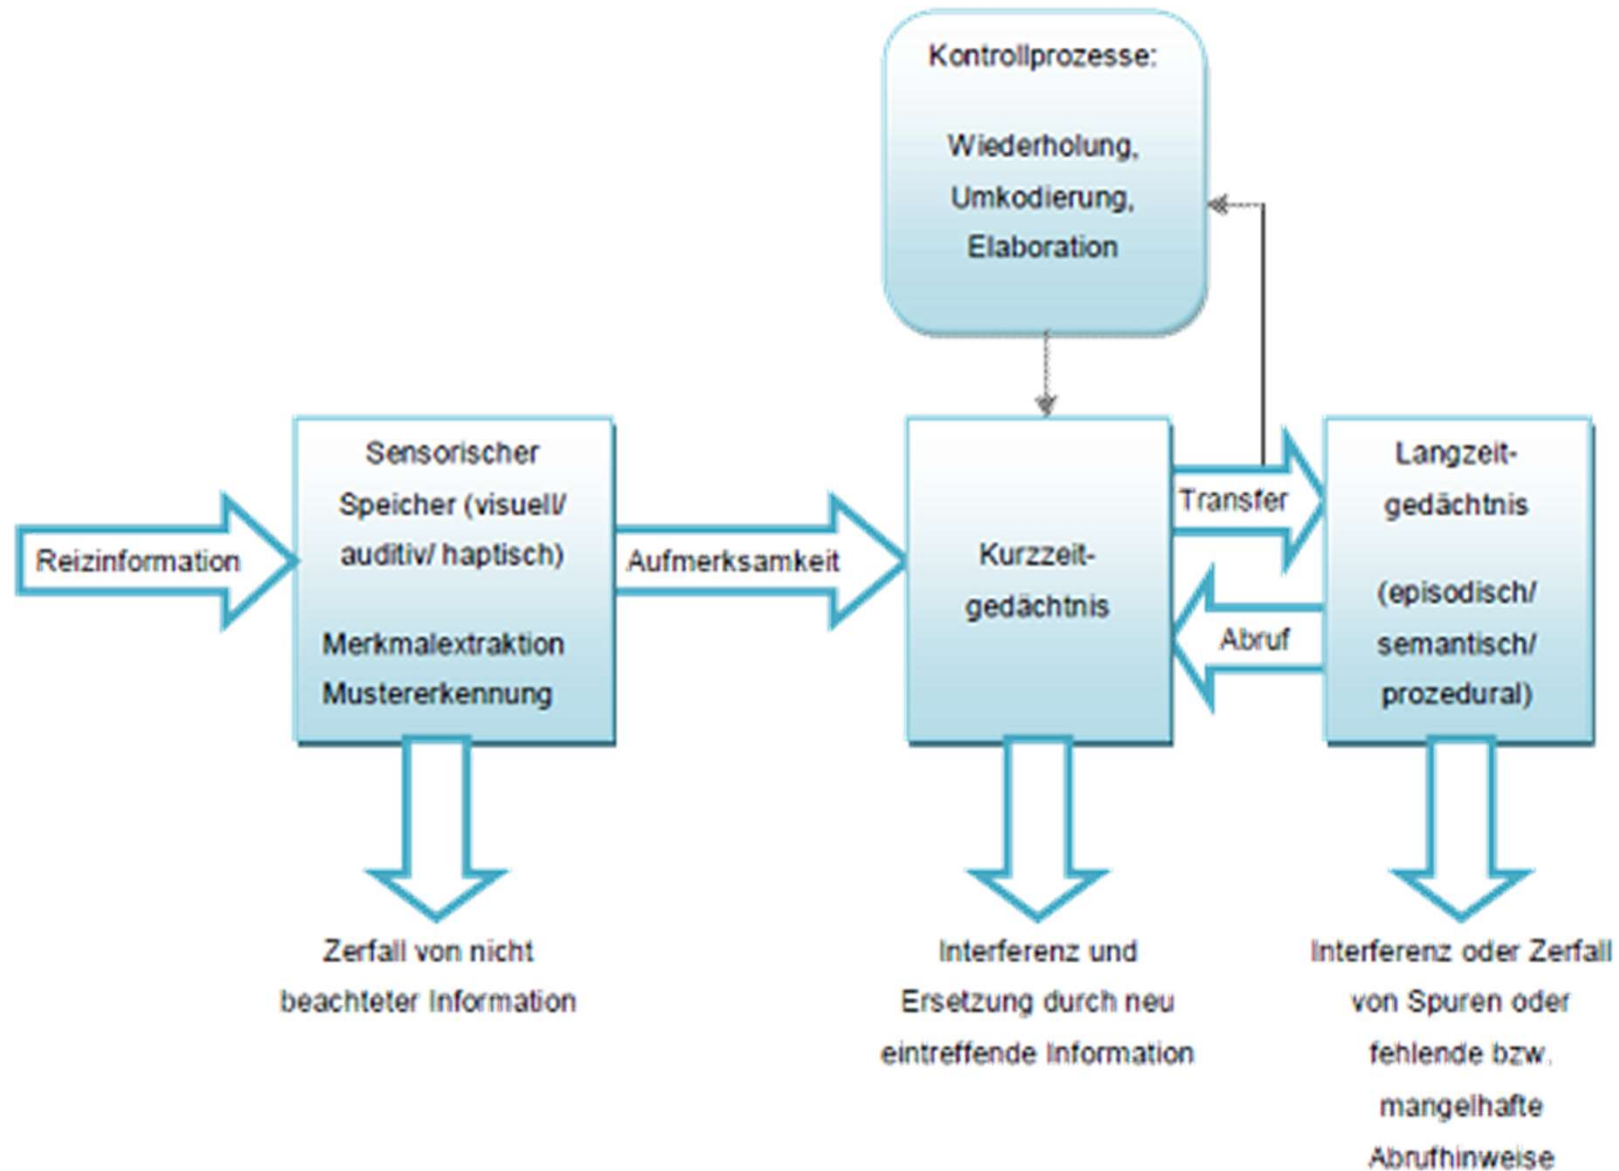 Kontrollprozesse:
Wiederholung,
Umkodierung,
Elaboration
Reizinformation
Sensorischer
Speicher (visuell/
auditiv/ haptisch)
Merkmalextraktion
Mustererkennung
Aufmerksamkeit
Kurzzeit-
gedächtnis
Transfer
Abruf
Langzeit-
gedächtnis
(episodisch/
semantisch/
prozedural)
Zerfall von nicht
beachteter Information
Interferenz und
Ersetzung durch neu
eintreffende Information
Interferenz oder Zerfall
von Spuren oder
fehlende bzw.
mangelhafte
Abrufhinweise